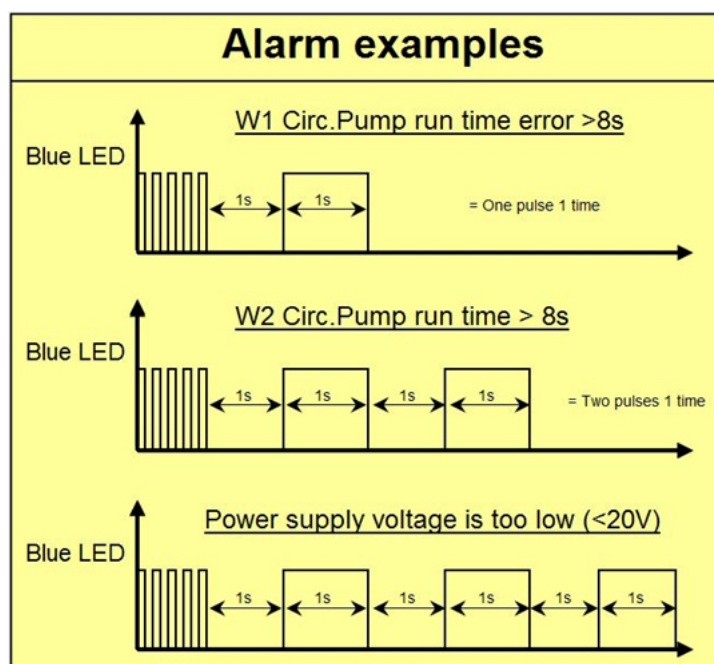 Alarm examples
W1 Circ.Pump run time error >8s
Blue LED
1s 1s
= One pulse 1 time
W2 Circ.Pump run time > 8s
Blue LED
1s 1s 1s 1s
= Two pulses 1 time
Power supply voltage is too low (<20V)
Blue LED
1s 1s 1s 1s 1s 1s